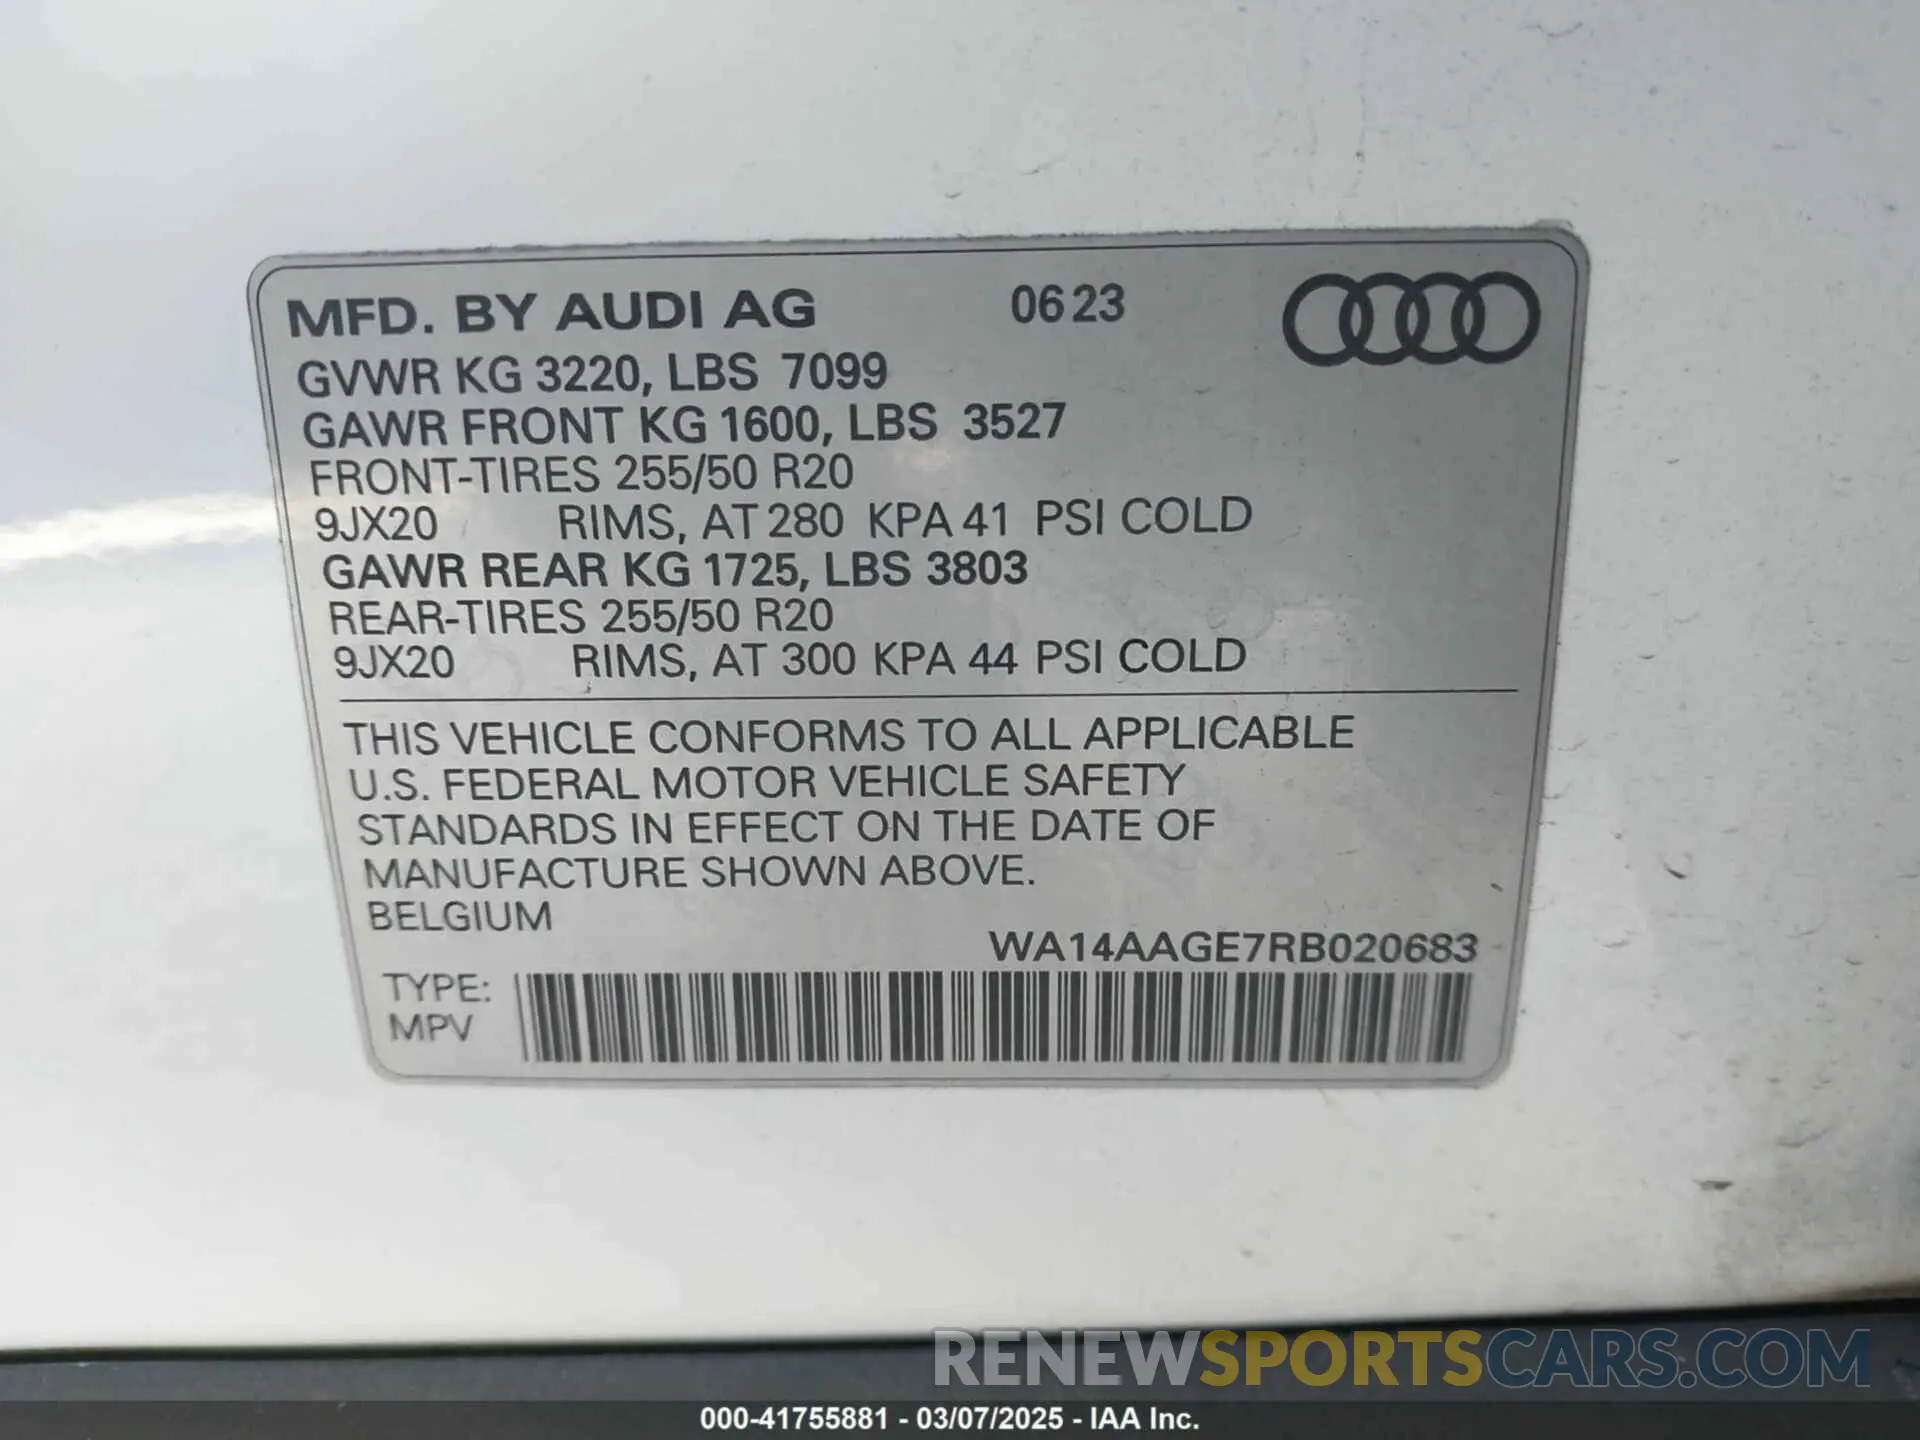 MFD. BY AUDI AG 06 23
GVWR KG 3220, LBS 7099
GAWR FRONT KG 1600, LBS 3527
FRONT-TIRES 255/50 R20
9JX20 RIMS, AT 280 KPA 41 PSI COLD
GAWR REAR KG 1725, LBS 3803
REAR-TIRES 255/50 R20
9JX20 RIMS, AT 300 KPA 44 PSI COLD
THIS VEHICLE CONFORMS TO ALL APPLICABLE
U.S. FEDERAL MOTOR VEHICLE SAFETY
STANDARDS IN EFFECT ON THE DATE OF
MANUFACTURE SHOWN ABOVE.
BELGIUM
WA14AAGE7RB020683
TYPE:
MPV
RENEWSPORTSCARS.COM
000-41755881 - 03/07/2025 - IAA Inc.